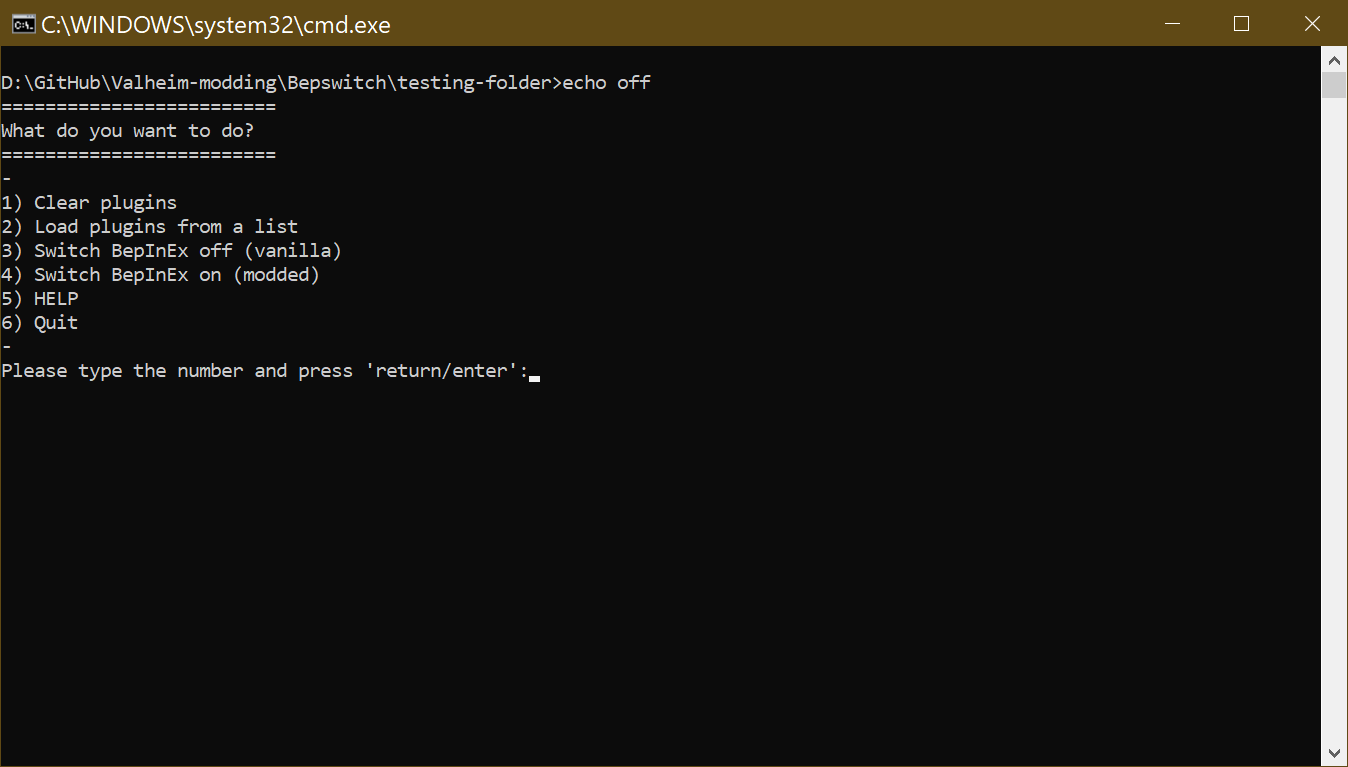 C:\WINDOWS\system32\cmd.exe
D:\GitHub\Valheim-modding\Bepswitch\testing-folder>echo off
=========================
What do you want to do?
=========================
-
1) Clear plugins
2) Load plugins from a list
3) Switch BepInEx off (vanilla)
4) Switch BepInEx on (modded)
5) HELP
6) Quit
-
Please type the number and press 'return/enter':